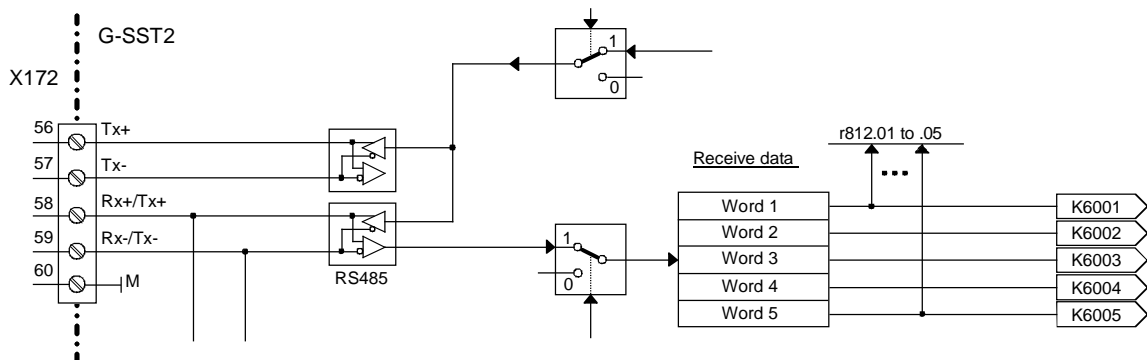 G-SST2
X172
1
0
56 Tx+
57 Tx-
58 Rx+/Tx+
59 Rx-/Tx-
60 M
RS485
1
0
Receive data
r812.01 to .05
Word 1 K6001
Word 2 K6002
Word 3 K6003
Word 4 K6004
Word 5 K6005